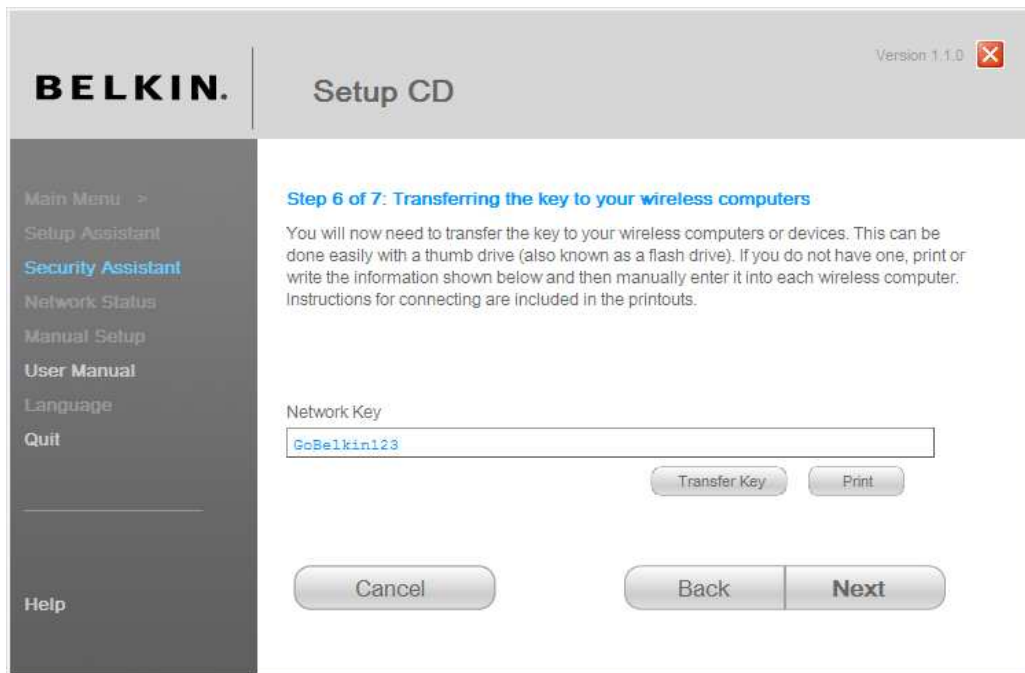 BELKIN.
Setup CD
Version 1.1.0
Main Menu >
Setup Assistant
Security Assistant
Network Status
Manual Setup
User Manual
Language
Quit
Help
Step 6 of 7: Transferring the key to your wireless computers
You will now need to transfer the key to your wireless computers or devices. This can be
done easily with a thumb drive (also known as a flash drive). If you do not have one, print or
write the information shown below and then manually enter it into each wireless computer.
Instructions for connecting are included in the printouts.
Network Key
GoBelkin123
Transfer Key
Print
Cancel
Back
Next